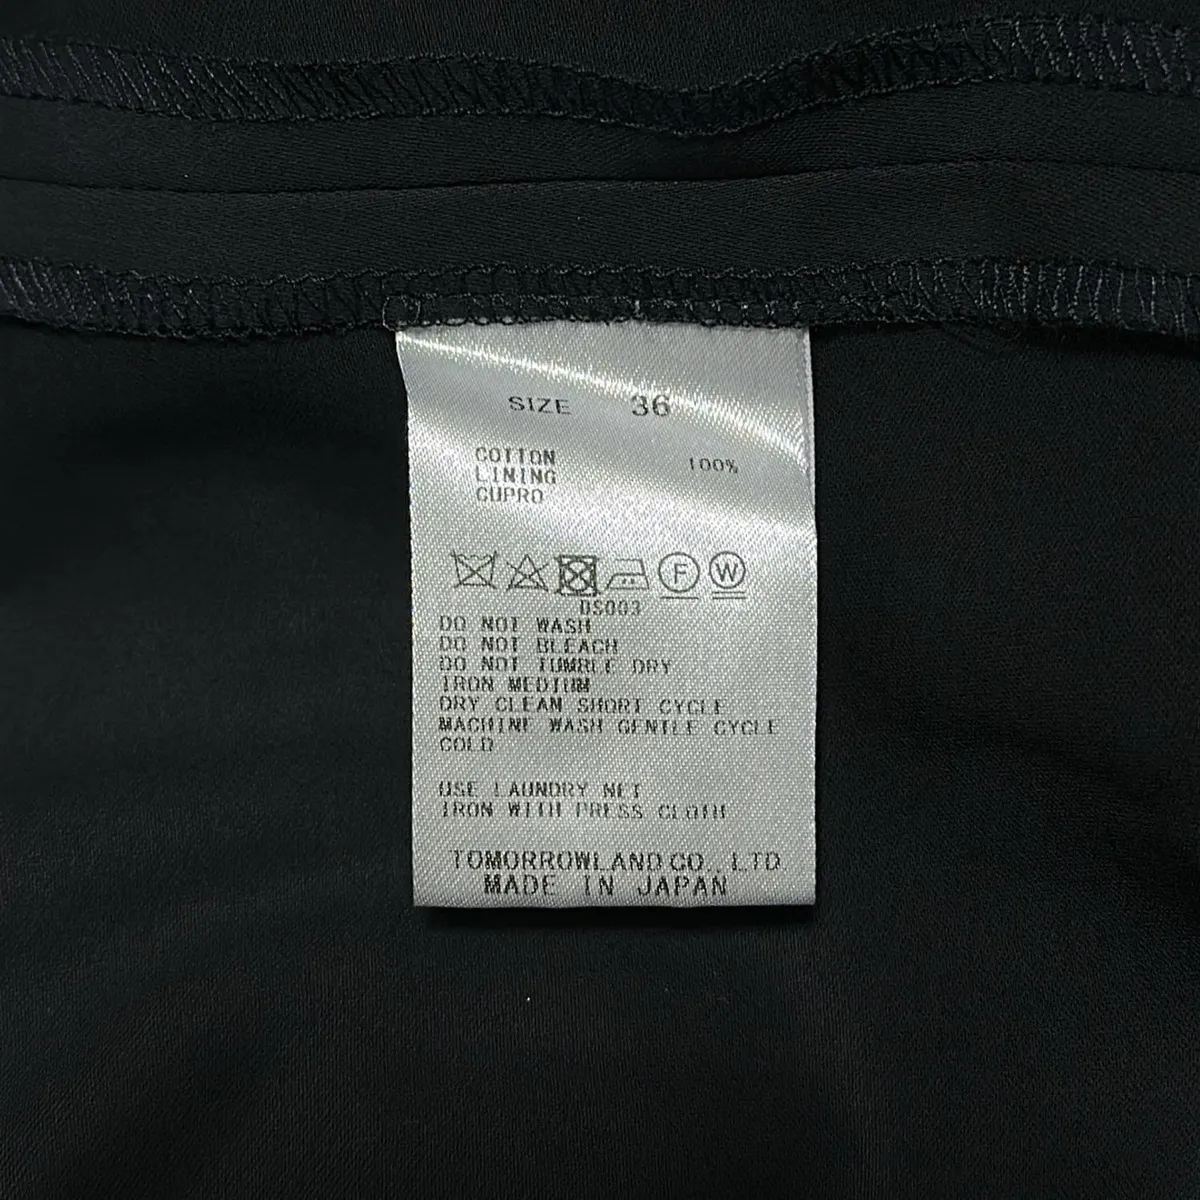 SIZE 36
COTTON 100%
LINING
CUPRO
F W
DS003
DO NOT WASH
DO NOT BLEACH
DO NOT TUMBLE DRY
IRON MEDIUM
DRY CLEAN SHORT CYCLE
MACHINE WASH GENTLE CYCLE
COLD
USE LAUNDRY NET
IRON WITH PRESS CLOTH
TOMORROWLAND CO., LTD.
MADE IN JAPAN